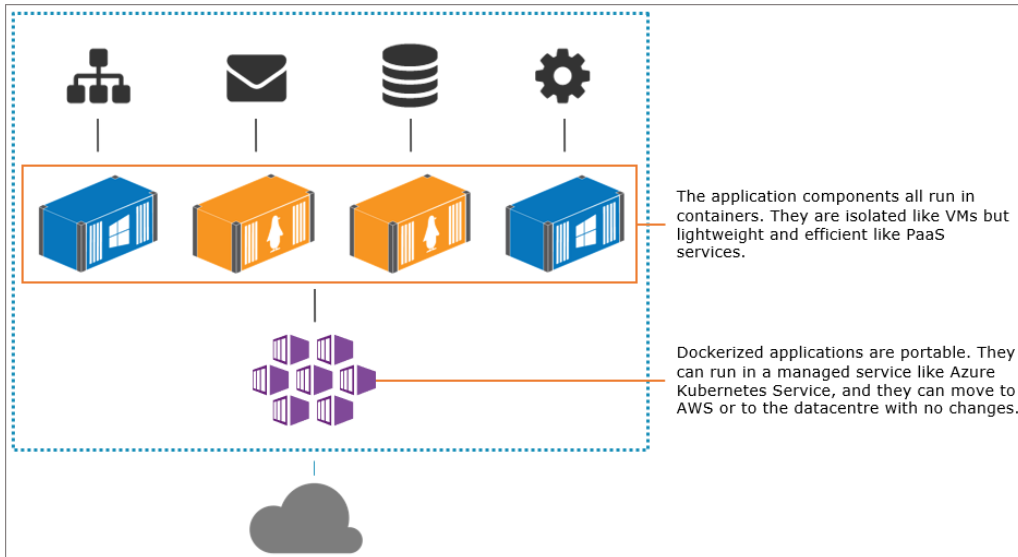 The application components all run in
containers. They are isolated like VMs but
lightweight and efficient like PaaS
services.
Dockerized applications are portable. They
can run in a managed service like Azure
Kubernetes Service, and they can move to
AWS or to the datacentre with no changes.